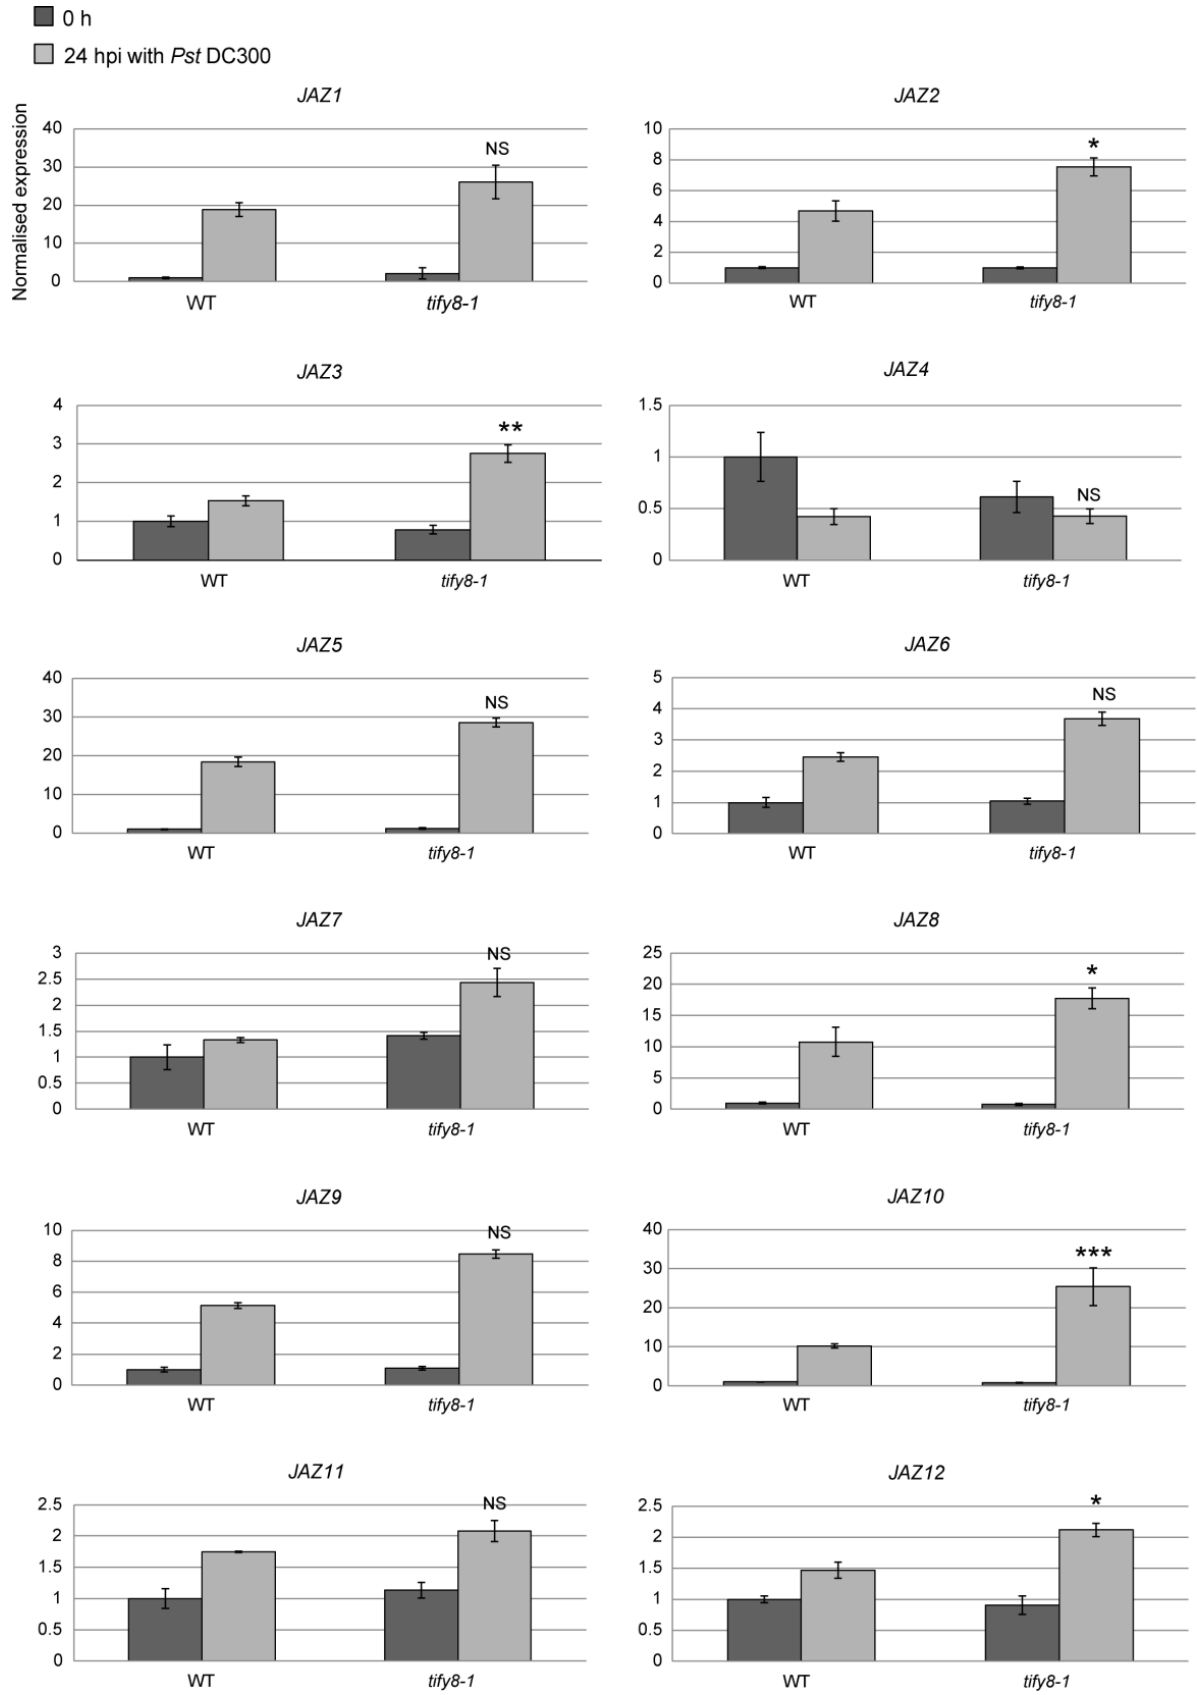 0 h
24 hpi with Pst DC300
Normalised expression
JAZ1
40
30
20
10
0
NS
WT
tify8-1
JAZ2
10
8
6
4
2
0
*
WT
tify8-1
JAZ3
4
3
2
1
0
**
WT
tify8-1
JAZ4
1.5
1
0.5
0
NS
WT
tify8-1
JAZ5
40
30
20
10
0
NS
WT
tify8-1
JAZ6
5
4
3
2
1
0
NS
WT
tify8-1
JAZ7
3
2.5
2
1.5
1
0.5
0
NS
WT
tify8-1
JAZ8
25
20
15
10
5
0
*
WT
tify8-1
JAZ9
10
8
6
4
2
0
NS
WT
tify8-1
JAZ10
40
30
20
10
0
***
WT
tify8-1
JAZ11
2.5
2
1.5
1
0.5
0
NS
WT
tify8-1
JAZ12
2.5
2
1.5
1
0.5
0
*
WT
tify8-1